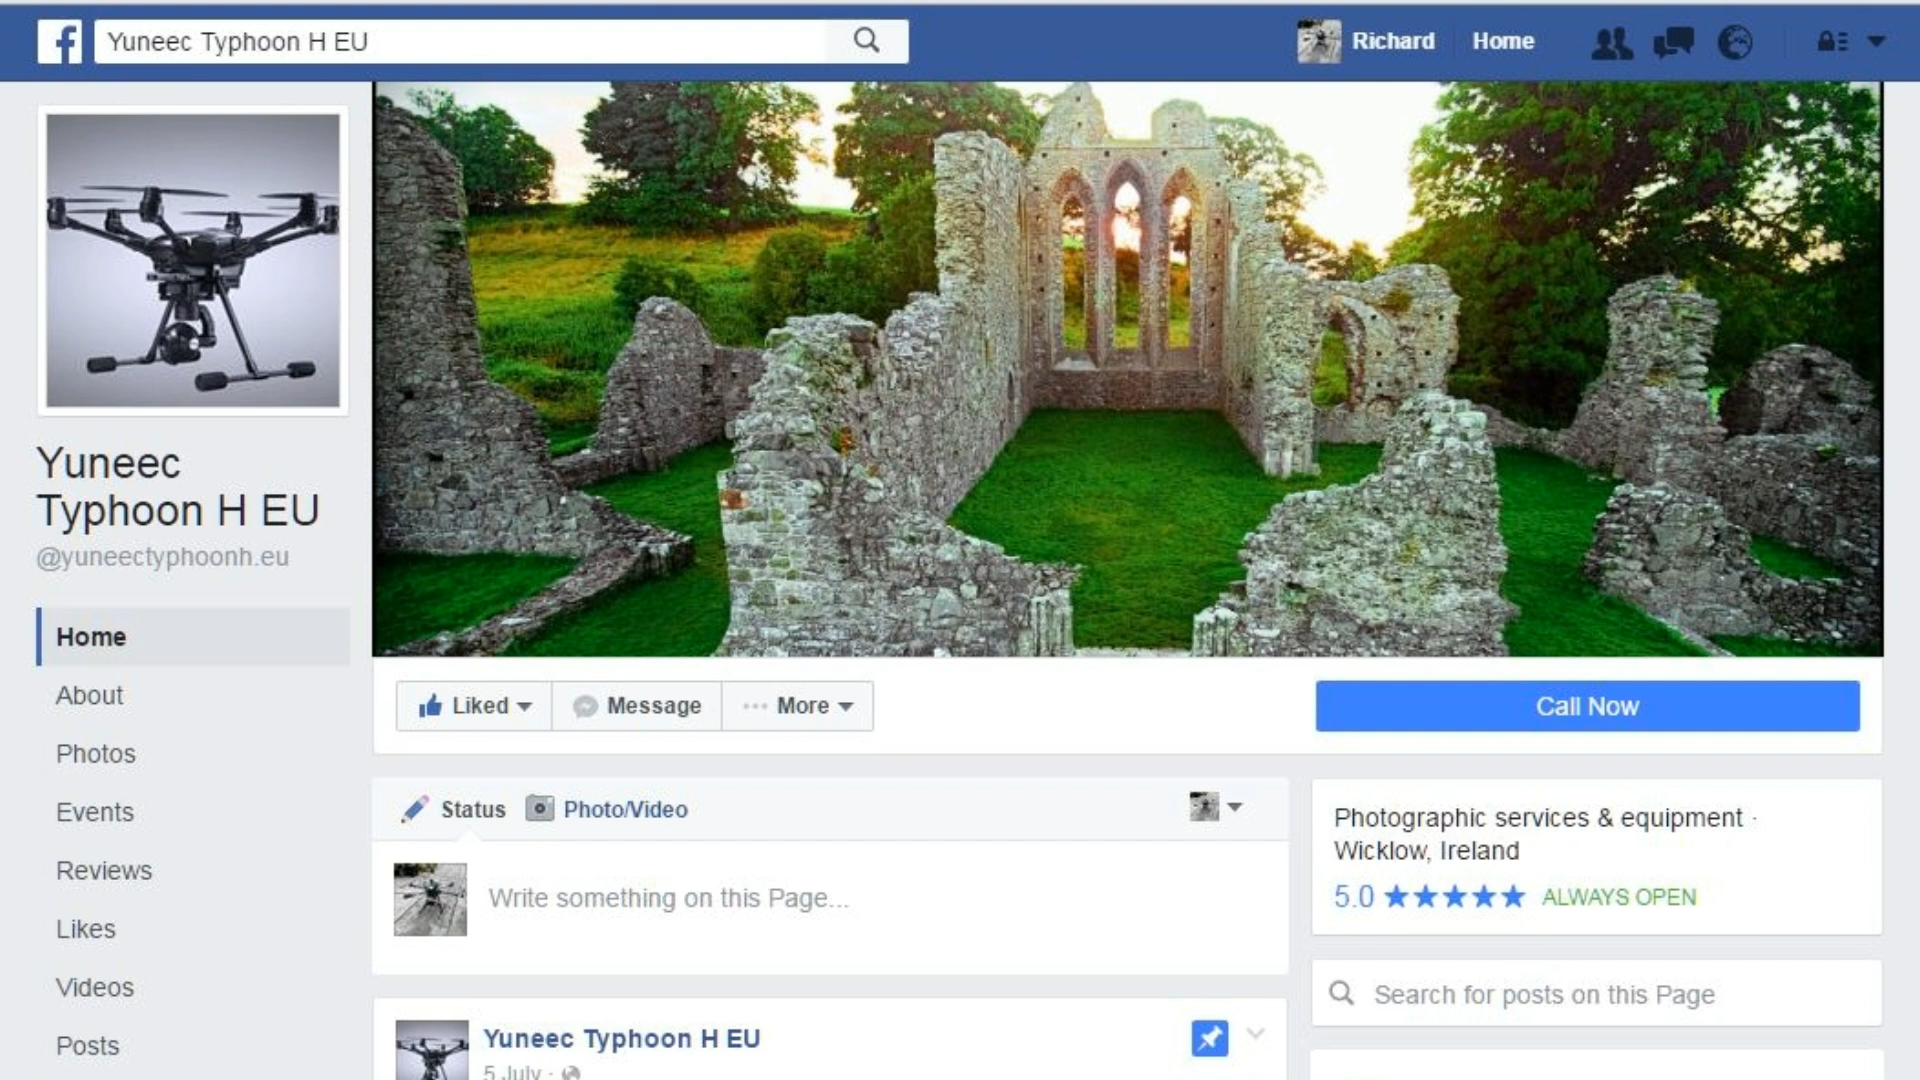 f
Yuneec Typhoon H EU
Richard
Home
Yuneec
Typhoon H EU
@yuneectyphoonh.eu
Home
About
Photos
Events
Reviews
Likes
Videos
Posts
Liked
Message
More
Call Now
Status
Photo/Video
Write something on this Page...
Photographic services & equipment ·
Wicklow, Ireland
5.0 ★★★★★ ALWAYS OPEN
Search for posts on this Page
Yuneec Typhoon H EU
5 July ·